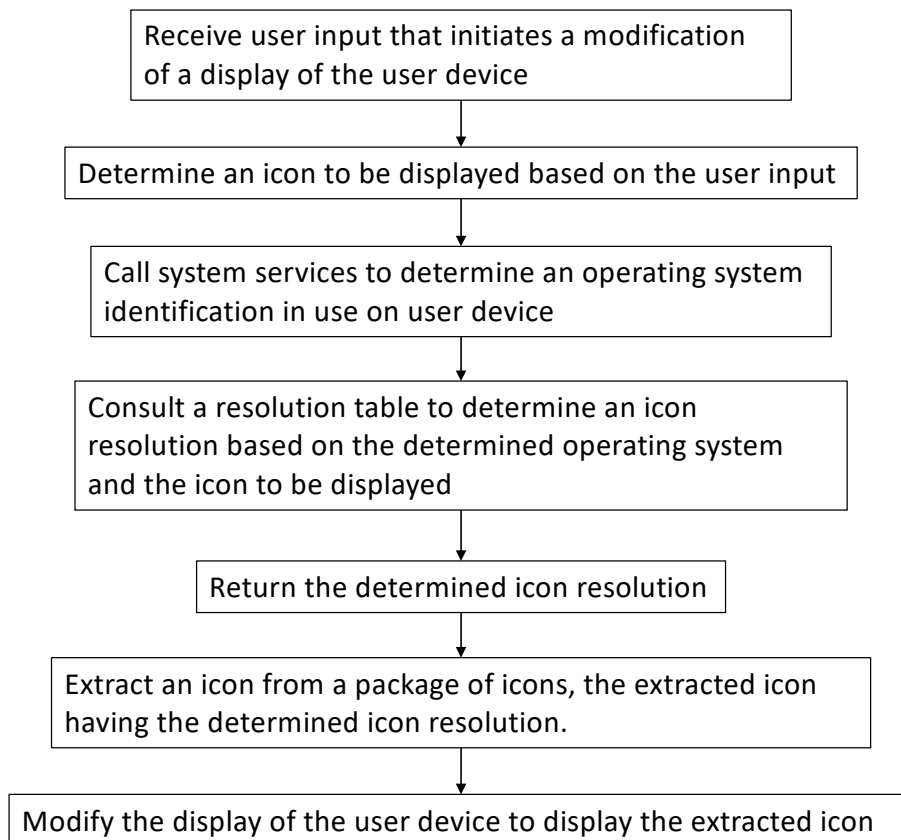 Receive user input that initiates a modification
of a display of the user device
Determine an icon to be displayed based on the user input
Call system services to determine an operating system
identification in use on user device
Consult a resolution table to determine an icon
resolution based on the determined operating system
and the icon to be displayed
Return the determined icon resolution
Extract an icon from a package of icons, the extracted icon
having the determined icon resolution.
Modify the display of the user device to display the extracted icon